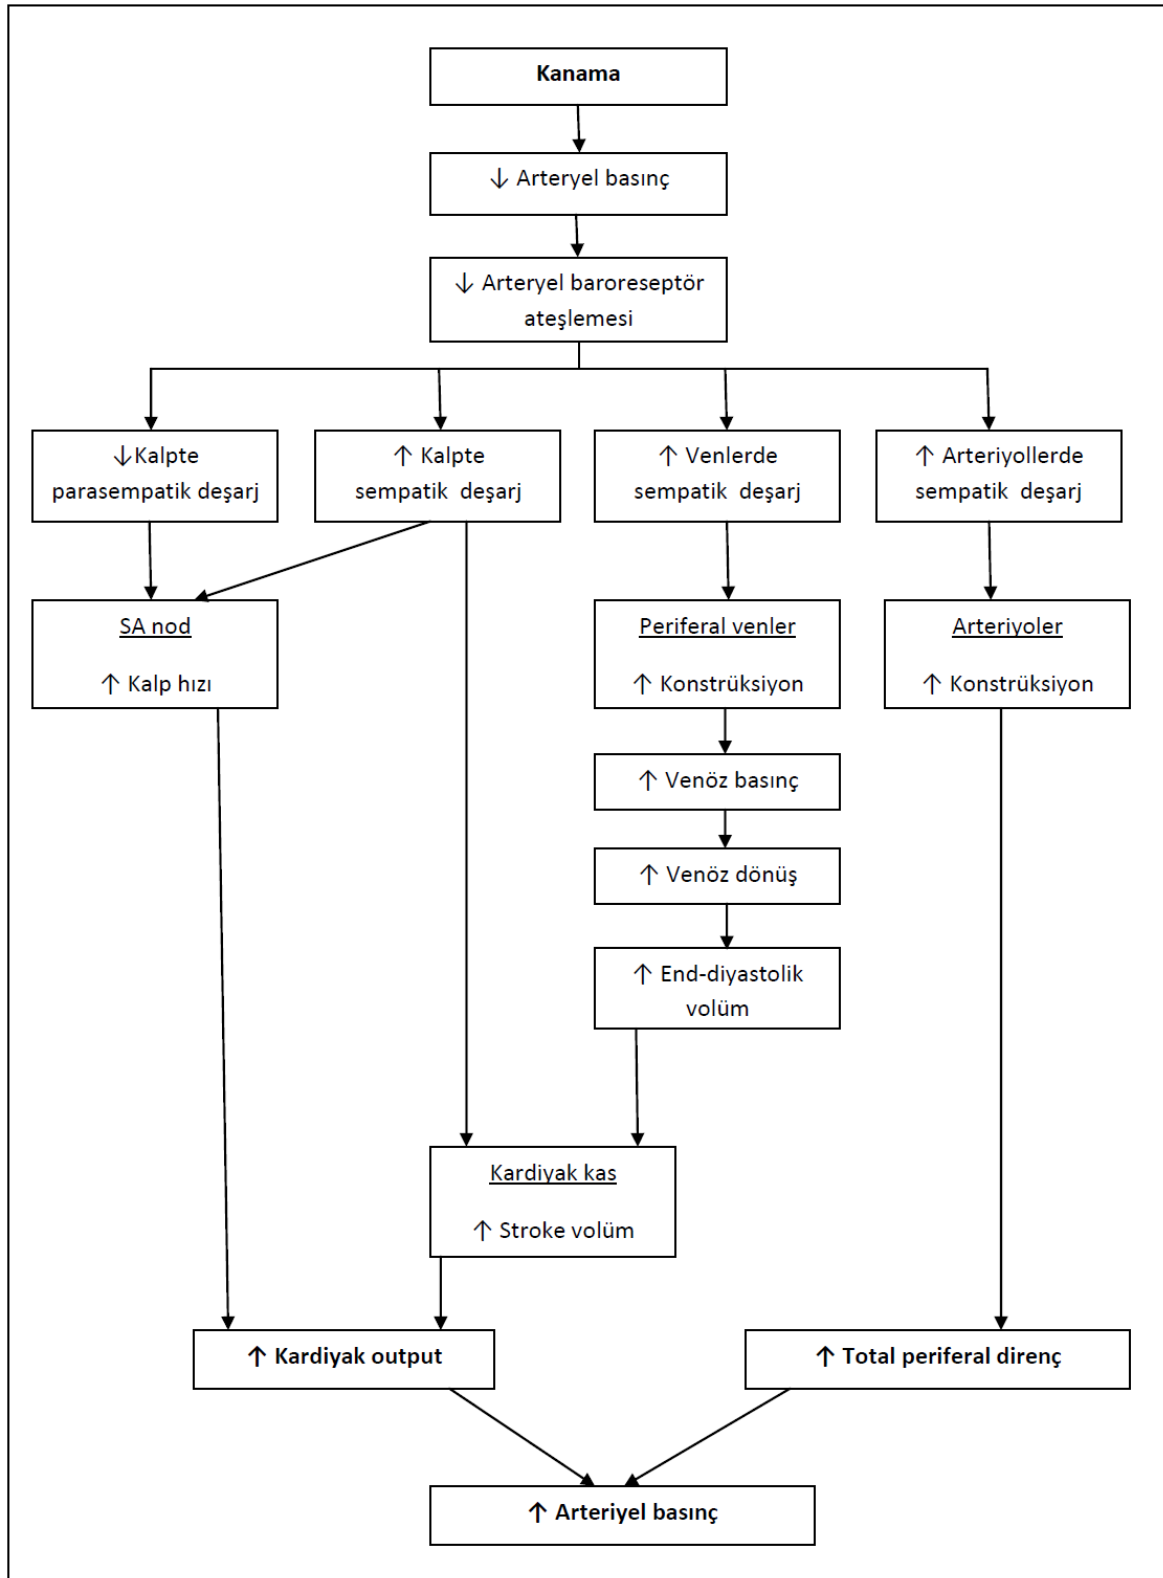 Kanama
↓ Arteryel basınç
↓ Arteryel baroreseptör
ateşlemesi
↓Kalpte
parasempatik deşarj
↑ Kalpte
sempatik deşarj
↑ Venlerde
sempatik deşarj
↑ Arteriyollerde
sempatik deşarj
SA nod
↑ Kalp hızı
Periferal venler
↑ Konstrüksiyon
Arteriyoler
↑ Konstrüksiyon
↑ Venöz basınç
↑ Venöz dönüş
↑ End-diyastolik
volüm
Kardiyak kas
↑ Stroke volüm
↑ Kardiyak output
↑ Total periferal direnç
↑ Arteriyel basınç